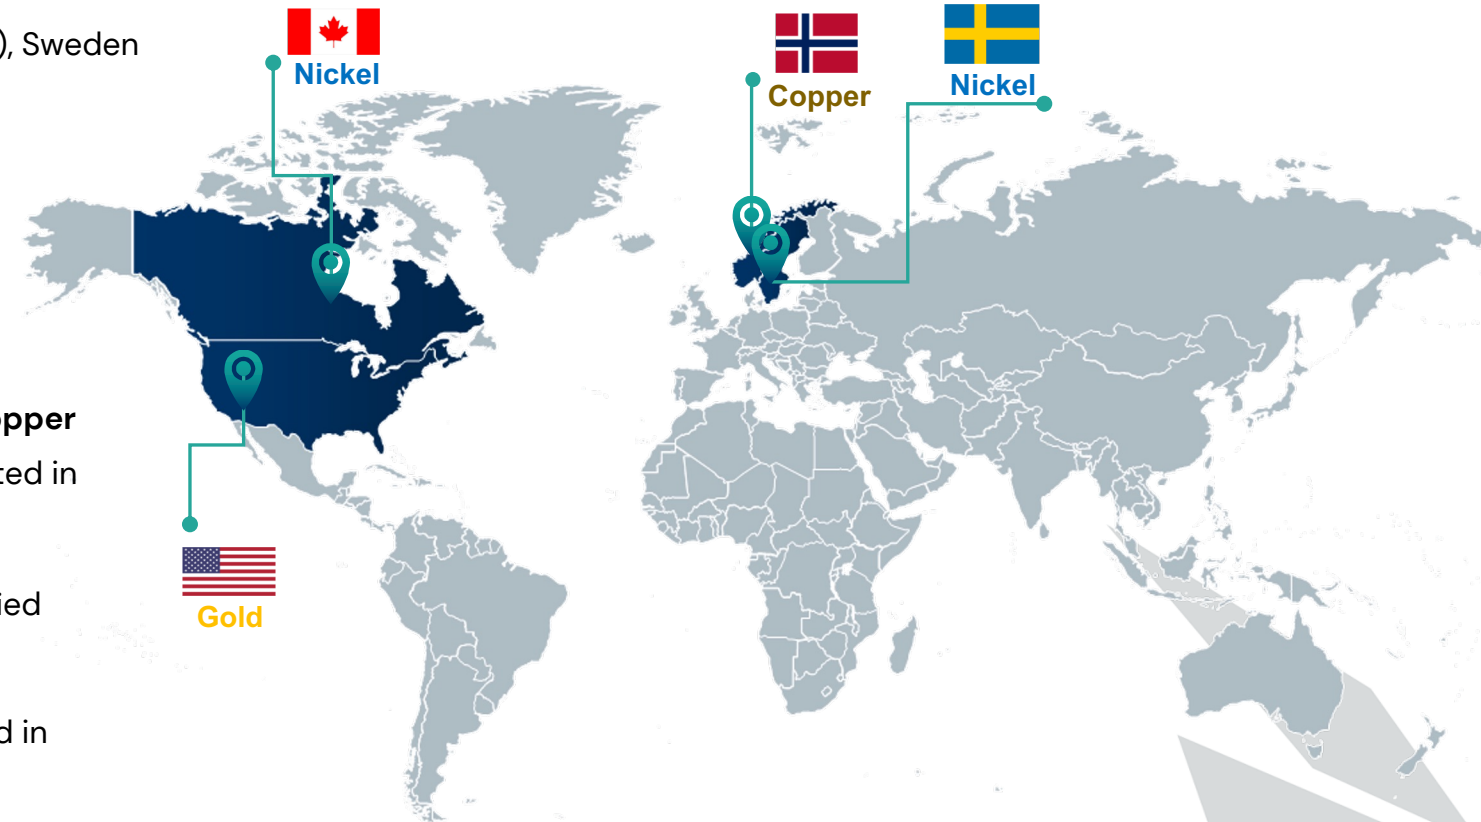 ), Sweden
Nickel
Copper
Nickel
pper
ted in
ied
Gold
d in